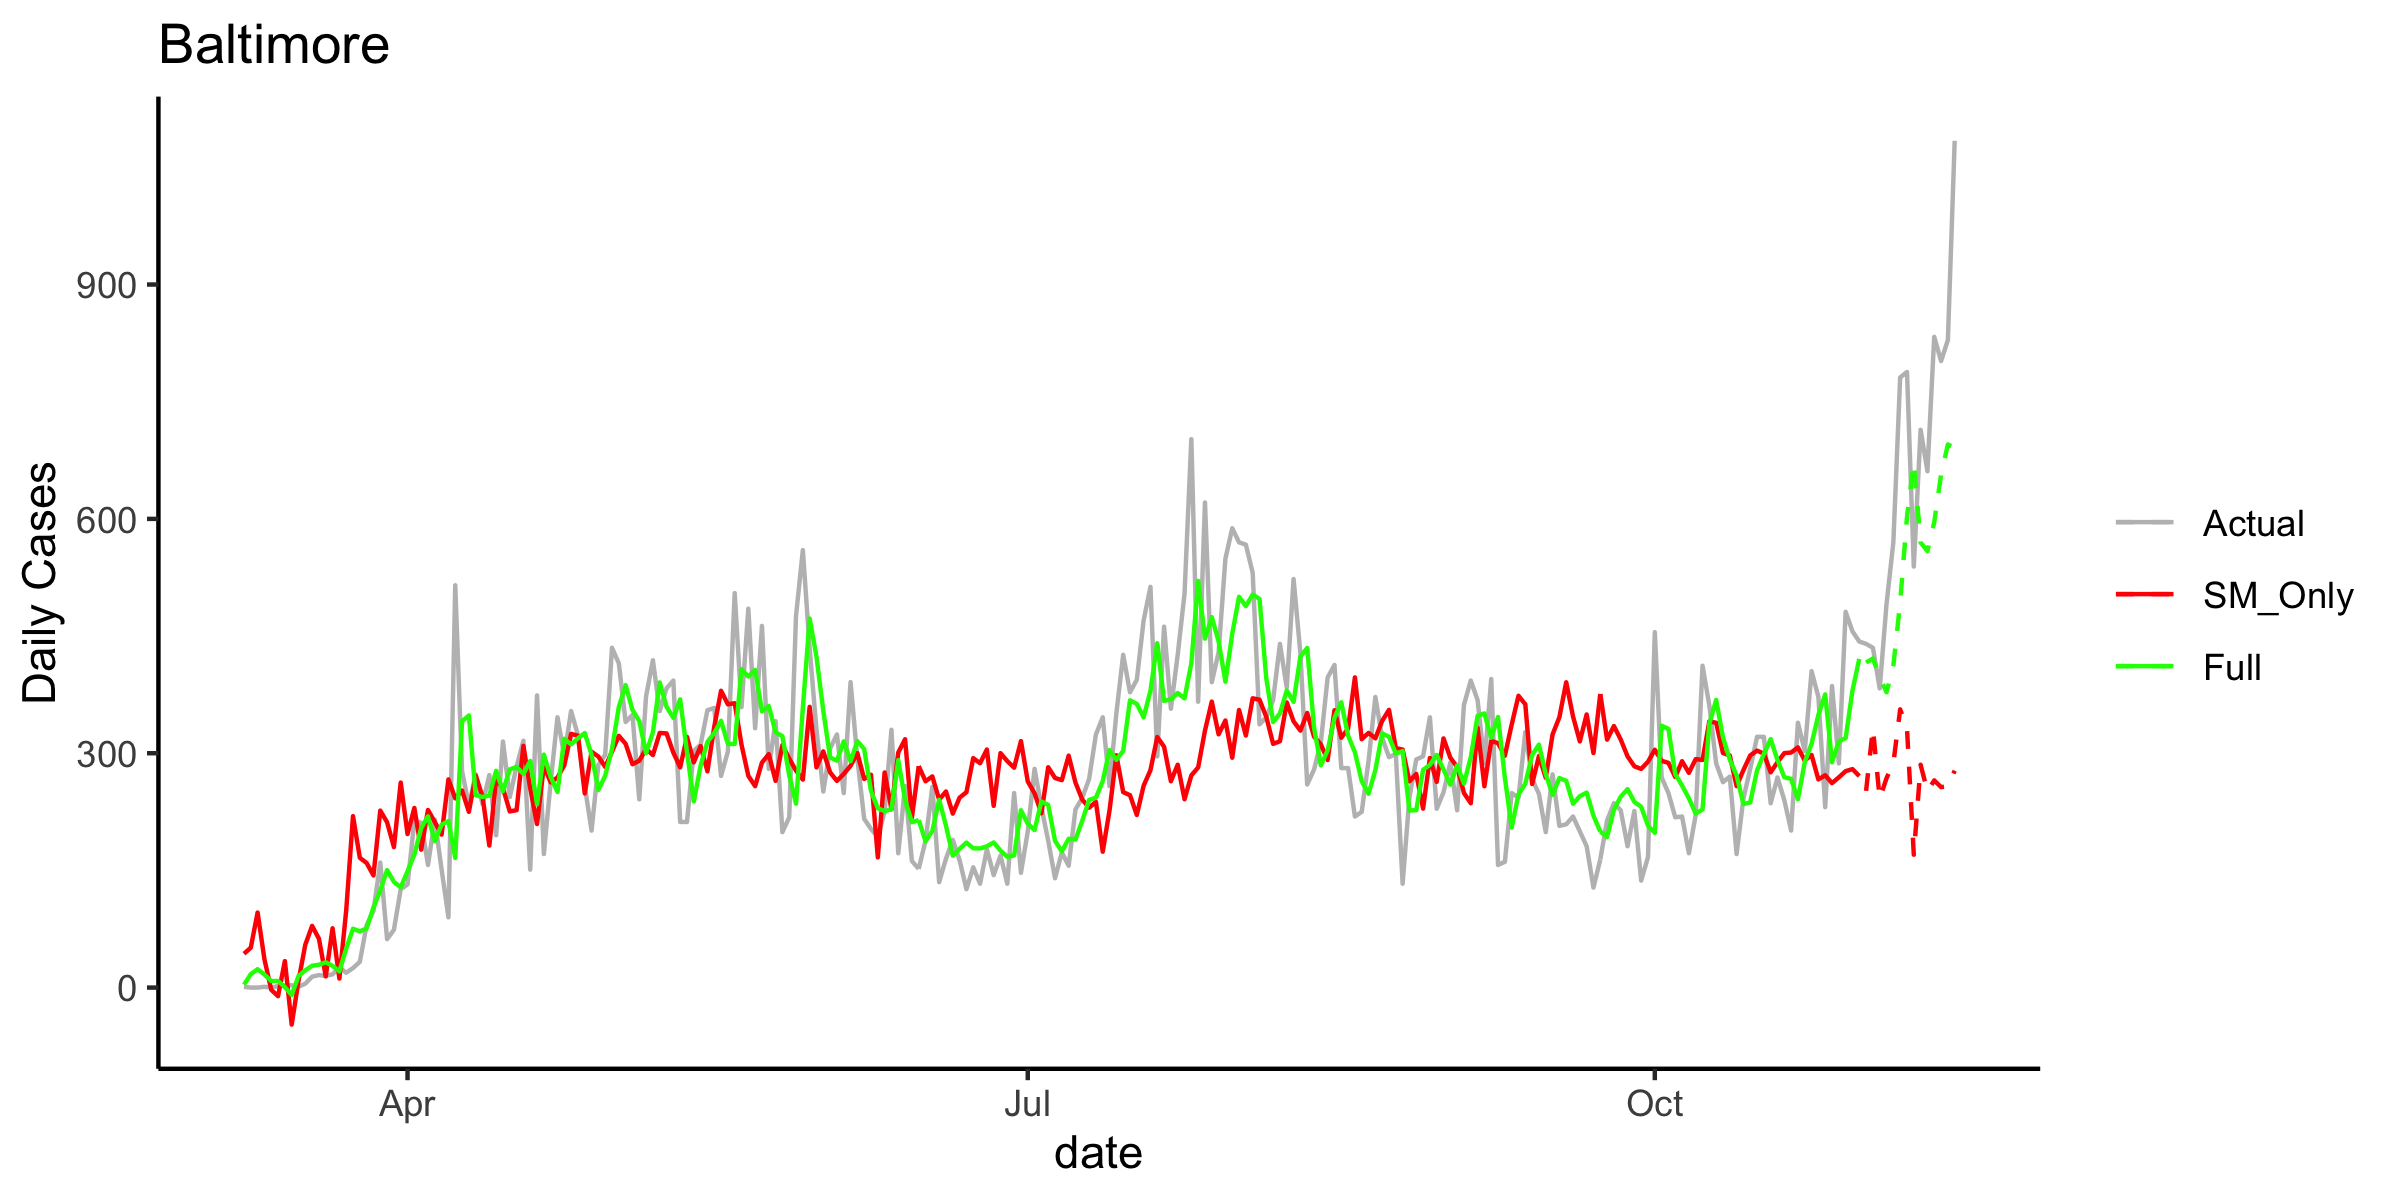 Baltimore
Daily Cases
900
600
300
0
Apr
Jul
Oct
date
Actual
SM_Only
Full